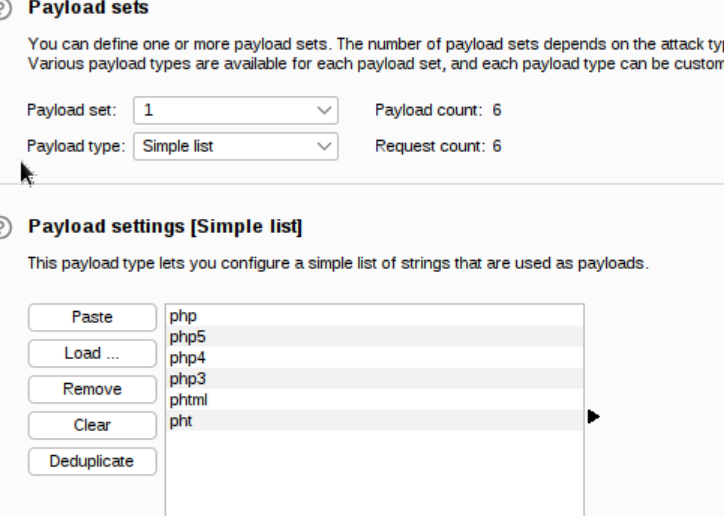 Payload sets
You can define one or more payload sets. The number of payload sets depends on the attack typ
Various payload types are available for each payload set, and each payload type can be custom
Payload set: 1 Payload count: 6
Payload type: Simple list Request count: 6
Payload settings [Simple list]
This payload type lets you configure a simple list of strings that are used as payloads.
Paste php
php5
Load ... php4
Remove php3
phtml
Clear pht
Deduplicate